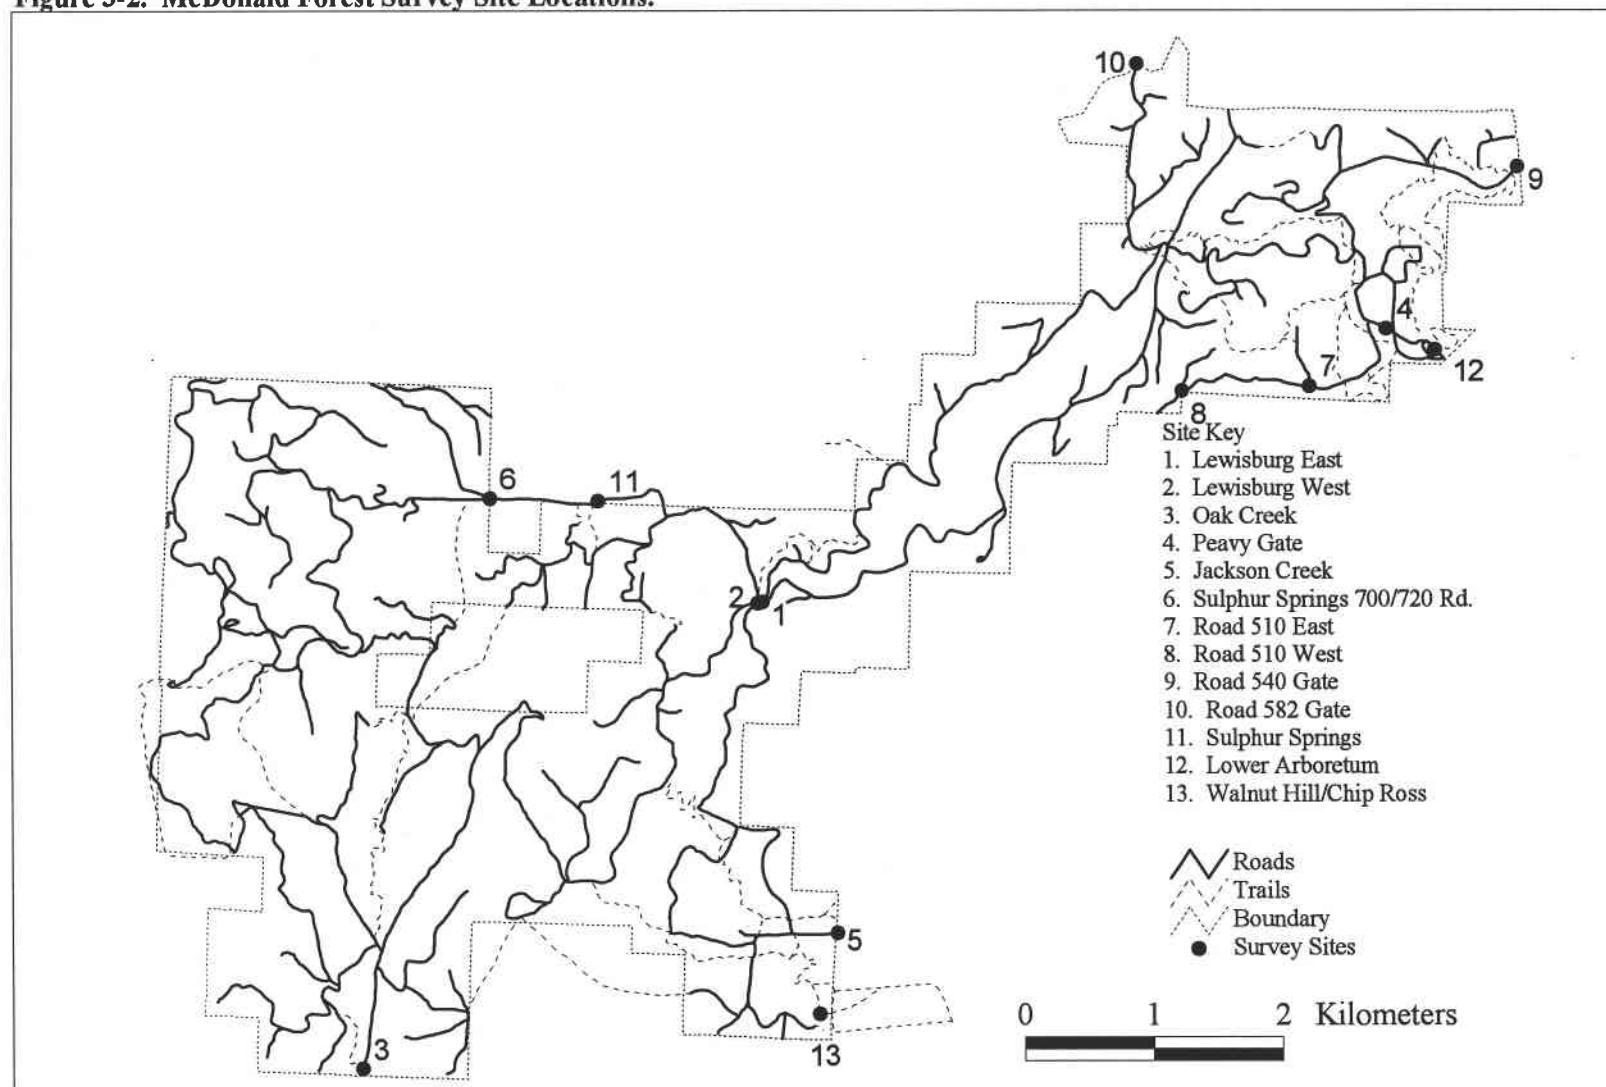 Figure 3-2. McDonald Forest Survey Site Locations.
10
9
4
12
7
8
Site Key
1. Lewisburg East
2. Lewisburg West
3. Oak Creek
4. Peavy Gate
5. Jackson Creek
6. Sulphur Springs 700/720 Rd.
7. Road 510 East
8. Road 510 West
9. Road 540 Gate
10. Road 582 Gate
11. Sulphur Springs
12. Lower Arboretum
13. Walnut Hill/Chip Ross
6
11
2
1
Roads
Trails
Boundary
Survey Sites
5
0 1 2 Kilometers
3
13